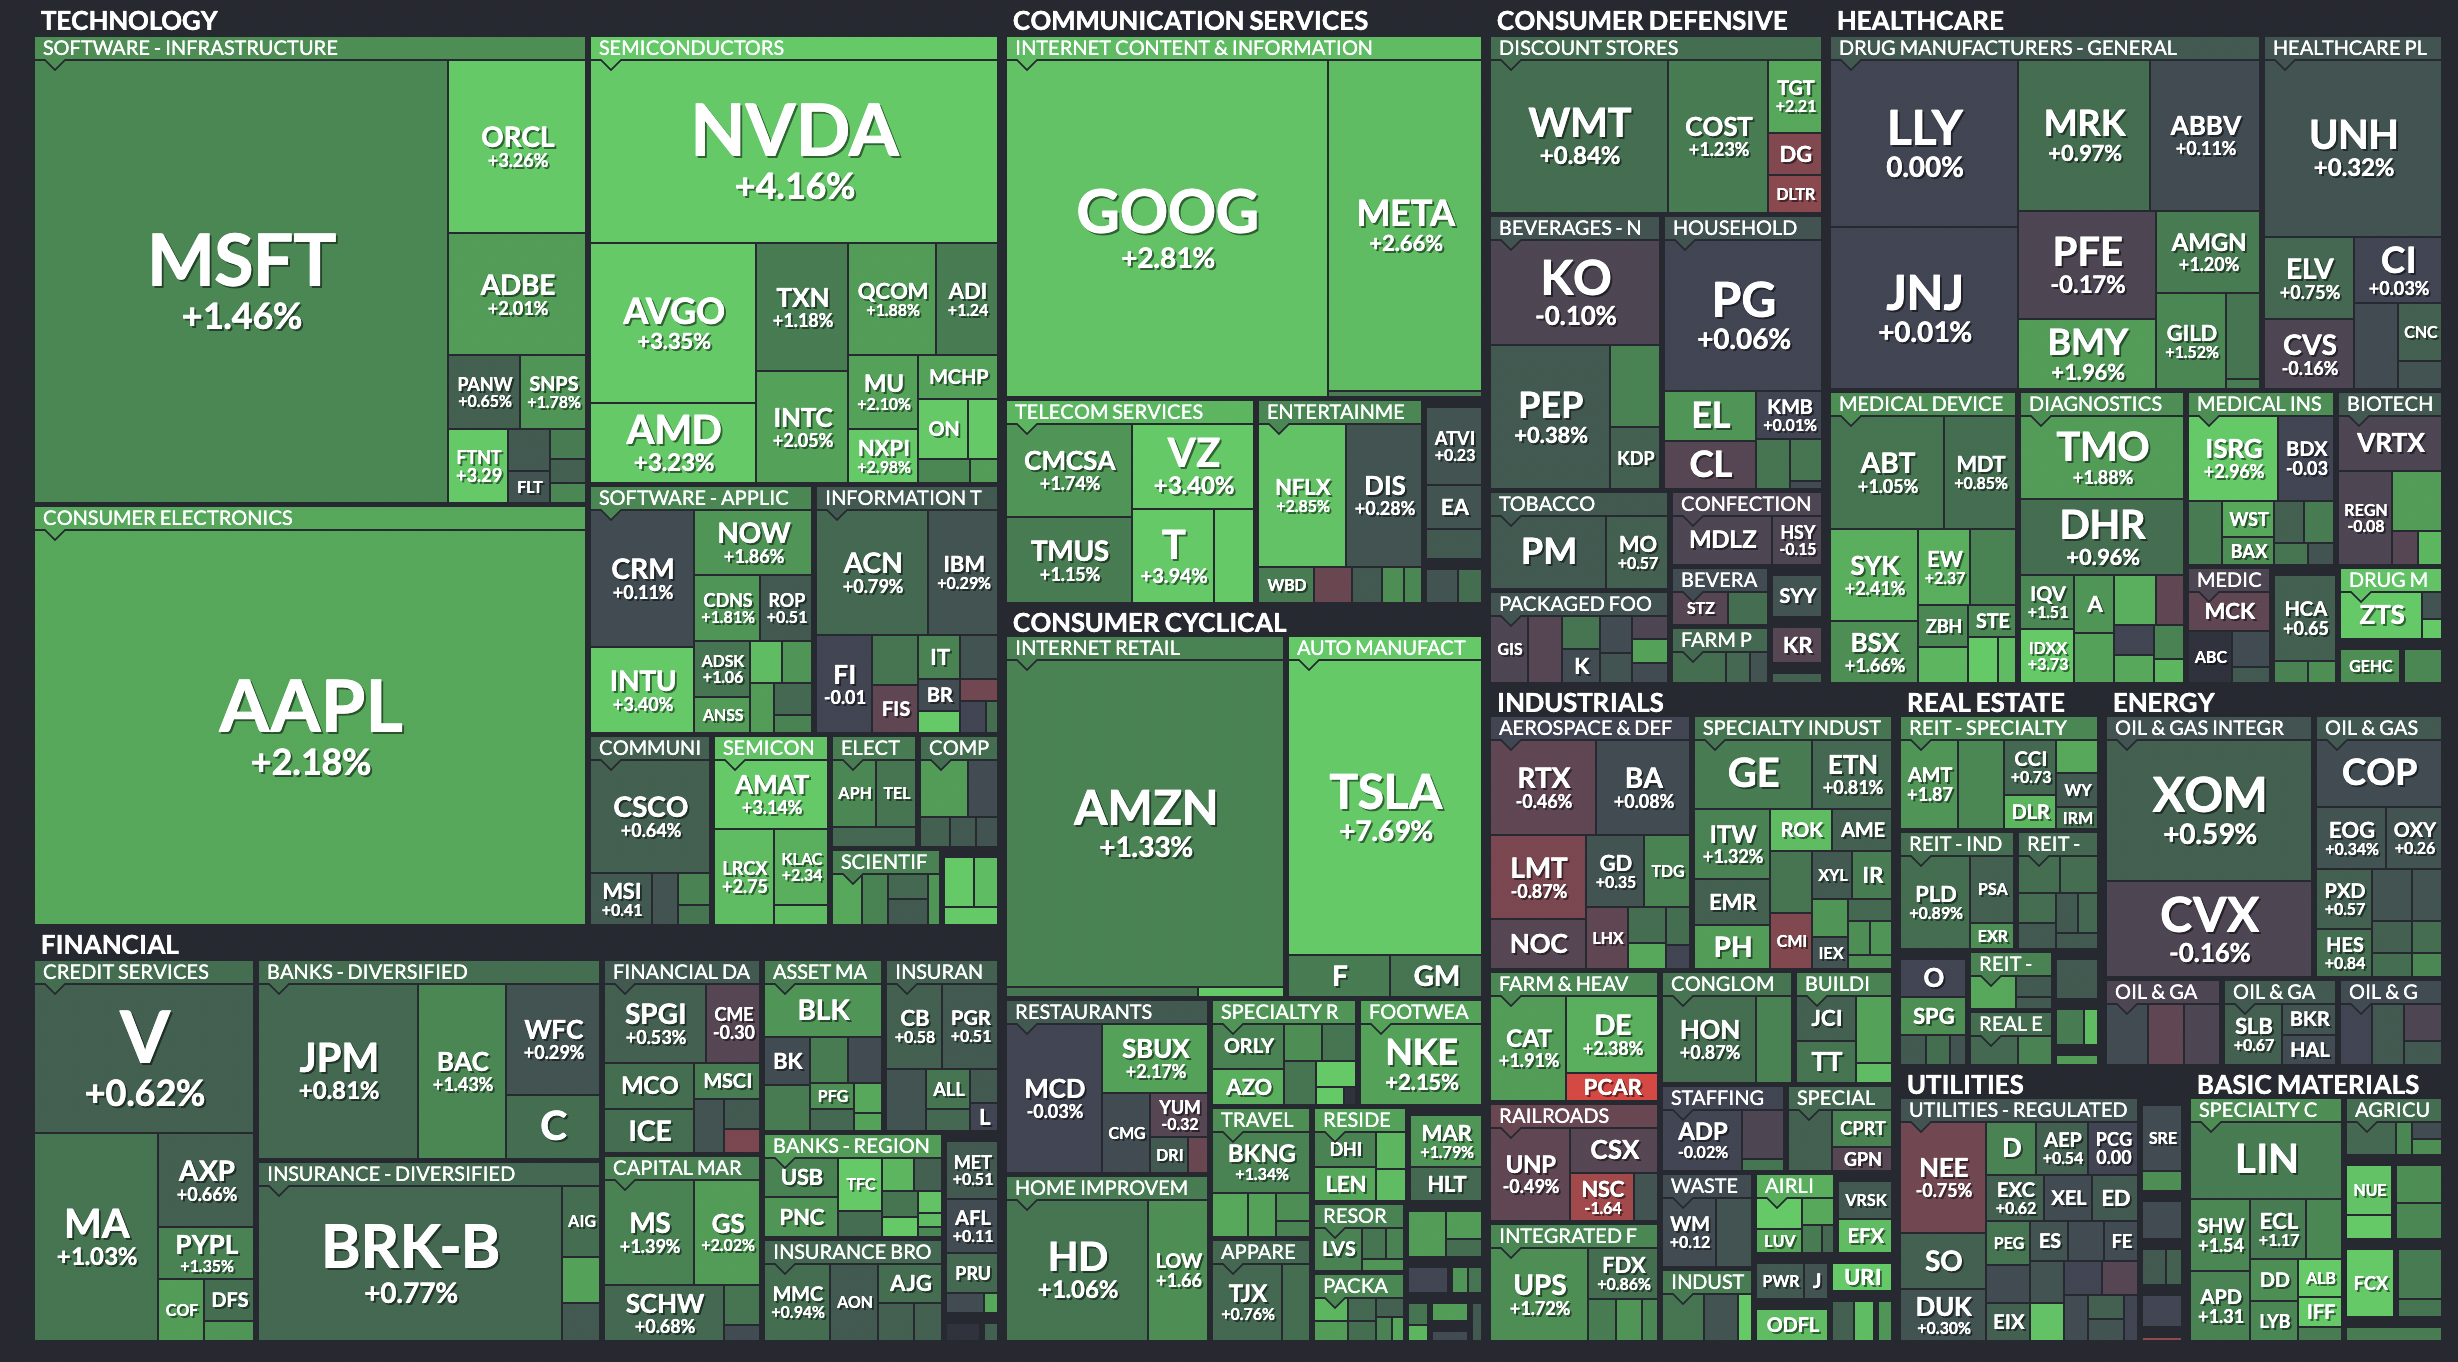 TECHNOLOGY
SOFTWARE - INFRASTRUCTURE
MSFT
+1.46%
ORCL
+3.26%
ADBE
+2.01%
PANW
+0.65%
SNPS
+1.78%
FTNT
+3.29
FLT
SEMICONDUCTORS
NVDA
+4.16%
AVGO
+3.35%
AMD
+3.23%
TXN
+1.18%
INTC
+2.05%
QCOM
+1.88%
ADI
+1.24
MU
+2.10%
MCHP
NXPI
+2.98%
ON
CONSUMER ELECTRONICS
AAPL
+2.18%
SOFTWARE - APPLIC
CRM
+0.11%
NOW
+1.86%
CDNS
+1.81%
ROP
+0.51
INTU
+3.40%
ADSK
+1.06
ANSS
INFORMATION T
ACN
+0.79%
IBM
+0.29%
FI
-0.01
FIS
IT
BR
COMMUNI
CSCO
+0.64%
MSI
+0.41
SEMICON
AMAT
+3.14%
LRCX
+2.75
KLAC
+2.34
ELECT
APH
TEL
COMP
SCIENTIF
FINANCIAL
CREDIT SERVICES
V
+0.62%
MA
+1.03%
AXP
+0.66%
PYPL
+1.35%
COF
DFS
BANKS - DIVERSIFIED
JPM
+0.81%
BAC
+1.43%
WFC
+0.29%
C
INSURANCE - DIVERSIFIED
BRK-B
+0.77%
AIG
FINANCIAL DA
SPGI
+0.53%
CME
-0.30
MCO
MSCI
ICE
CAPITAL MAR
MS
+1.39%
GS
+2.02%
SCHW
+0.68%
ASSET MA
BLK
BK
PFG
BANKS - REGION
USB
TFC
PNC
INSURANCE BRO
MMC
+0.94%
AON
AJG
INSURAN
CB
+0.58
PGR
+0.51
ALL
L
MET
+0.51
AFL
+0.11
PRU
COMMUNICATION SERVICES
INTERNET CONTENT & INFORMATION
GOOG
+2.81%
META
+2.66%
TELECOM SERVICES
CMCSA
+1.74%
VZ
+3.40%
TMUS
+1.15%
T
+3.94%
ENTERTAINME
NFLX
+2.85%
DIS
+0.28%
WBD
ATVI
+0.23
EA
CONSUMER CYCLICAL
INTERNET RETAIL
AMZN
+1.33%
AUTO MANUFACT
TSLA
+7.69%
F
GM
RESTAURANTS
MCD
-0.03%
SBUX
+2.17%
CMG
YUM
-0.32
DRI
HOME IMPROVEM
HD
+1.06%
LOW
+1.66
SPECIALTY R
ORLY
AZO
FOOTWEA
NKE
+2.15%
TRAVEL
BKNG
+1.34%
APPARE
TJX
+0.76%
RESIDE
DHI
LEN
RESOR
LVS
PACKA
MAR
+1.79%
HLT
CONSUMER DEFENSIVE
DISCOUNT STORES
WMT
+0.84%
COST
+1.23%
TGT
+2.21
DG
DLTR
BEVERAGES - N
KO
-0.10%
PEP
+0.38%
KDP
HOUSEHOLD
PG
+0.06%
EL
KMB
+0.01%
CL
TOBACCO
PM
MO
+0.57
CONFECTION
MDLZ
HSY
-0.15
PACKAGED FOO
GIS
K
BEVERA
STZ
SYY
FARM P
KR
HEALTHCARE
DRUG MANUFACTURERS - GENERAL
LLY
0.00%
JNJ
+0.01%
MRK
+0.97%
ABBV
+0.11%
PFE
-0.17%
AMGN
+1.20%
BMY
+1.96%
GILD
+1.52%
HEALTHCARE PL
UNH
+0.32%
ELV
+0.75%
CI
+0.03%
CVS
-0.16%
CNC
MEDICAL DEVICE
ABT
+1.05%
MDT
+0.85%
SYK
+2.41%
EW
+2.37
BSX
+1.66%
ZBH
STE
DIAGNOSTICS
TMO
+1.88%
DHR
+0.96%
IQV
+1.51
A
IDXX
+3.73
MEDICAL INS
ISRG
+2.96%
BDX
-0.03
WST
BAX
BIOTECH
VRTX
REGN
-0.08
MEDIC
MCK
ABC
HCA
+0.65
DRUG M
ZTS
GEHC
INDUSTRIALS
AEROSPACE & DEF
RTX
-0.46%
BA
+0.08%
LMT
-0.87%
GD
+0.35
TDG
NOC
LHX
SPECIALTY INDUST
GE
ETN
+0.81%
ITW
+1.32%
ROK
AME
EMR
XYL
IR
PH
CMI
IEX
FARM & HEAV
CAT
+1.91%
DE
+2.38%
PCAR
RAILROADS
UNP
-0.49%
CSX
NSC
-1.64
INTEGRATED F
UPS
+1.72%
FDX
+0.86%
CONGLOM
HON
+0.87%
BUILDI
JCI
TT
STAFFING
ADP
-0.02%
SPECIAL
CPRT
GPN
WASTE
WM
+0.12
AIRLI
LUV
VRSK
EFX
INDUST
PWR
J
URI
ODFL
REAL ESTATE
REIT - SPECIALTY
AMT
+1.87
CCI
+0.73
WY
DLR
IRM
REIT - IND
PLD
+0.89%
PSA
EXR
REIT -
O
SPG
REIT -
REAL E
ENERGY
OIL & GAS INTEGR
XOM
+0.59%
CVX
-0.16%
OIL & GAS
COP
EOG
+0.34%
OXY
+0.26
PXD
+0.57
HES
+0.84
OIL & GA
OIL & GA
SLB
+0.67
BKR
HAL
OIL & G
UTILITIES
UTILITIES - REGULATED
NEE
-0.75%
D
AEP
+0.54
PCG
0.00
EXC
+0.62
XEL
ED
SO
PEG
ES
FE
DUK
+0.30%
EIX
SRE
BASIC MATERIALS
SPECIALTY C
LIN
SHW
+1.54
ECL
+1.17
APD
+1.31
DD
ALB
LYB
IFF
AGRICU
NUE
FCX